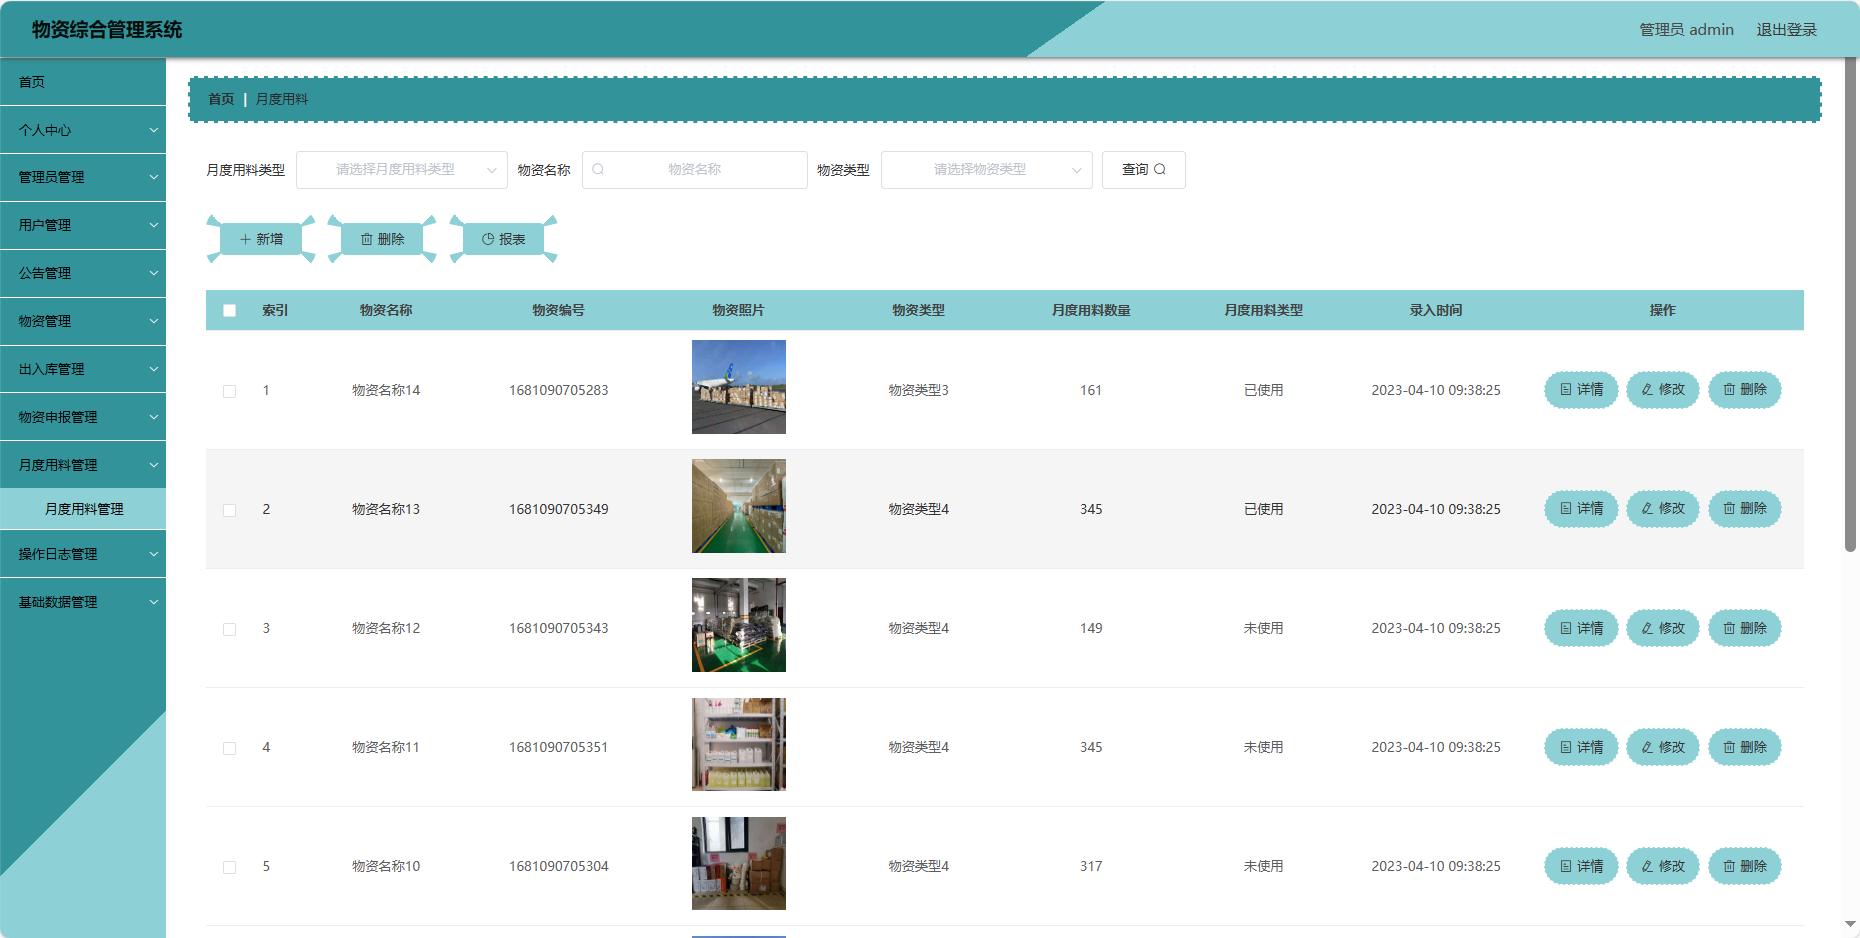 物资综合管理系统 管理员 admin 退出登录
首页
个人中心
管理员管理
用户管理
公告管理
物资管理
出入库管理
物资申报管理
月度用料管理
月度用料管理
操作日志管理
基础数据管理
首页 | 月度用料
月度用料类型 请选择月度用料类型 物资名称 物资名称 物资类型 请选择物资类型 查询
新增 删除 报表
索引 物资名称 物资编号 物资照片 物资类型 月度用料数量 月度用料类型 录入时间 操作
1 物资名称14 1681090705283 物资类型3 161 已使用 2023-04-10 09:38:25 详情 修改 删除
2 物资名称13 1681090705349 物资类型4 345 已使用 2023-04-10 09:38:25 详情 修改 删除
3 物资名称12 1681090705343 物资类型4 149 未使用 2023-04-10 09:38:25 详情 修改 删除
4 物资名称11 1681090705351 物资类型4 345 未使用 2023-04-10 09:38:25 详情 修改 删除
5 物资名称10 1681090705304 物资类型4 317 未使用 2023-04-10 09:38:25 详情 修改 删除